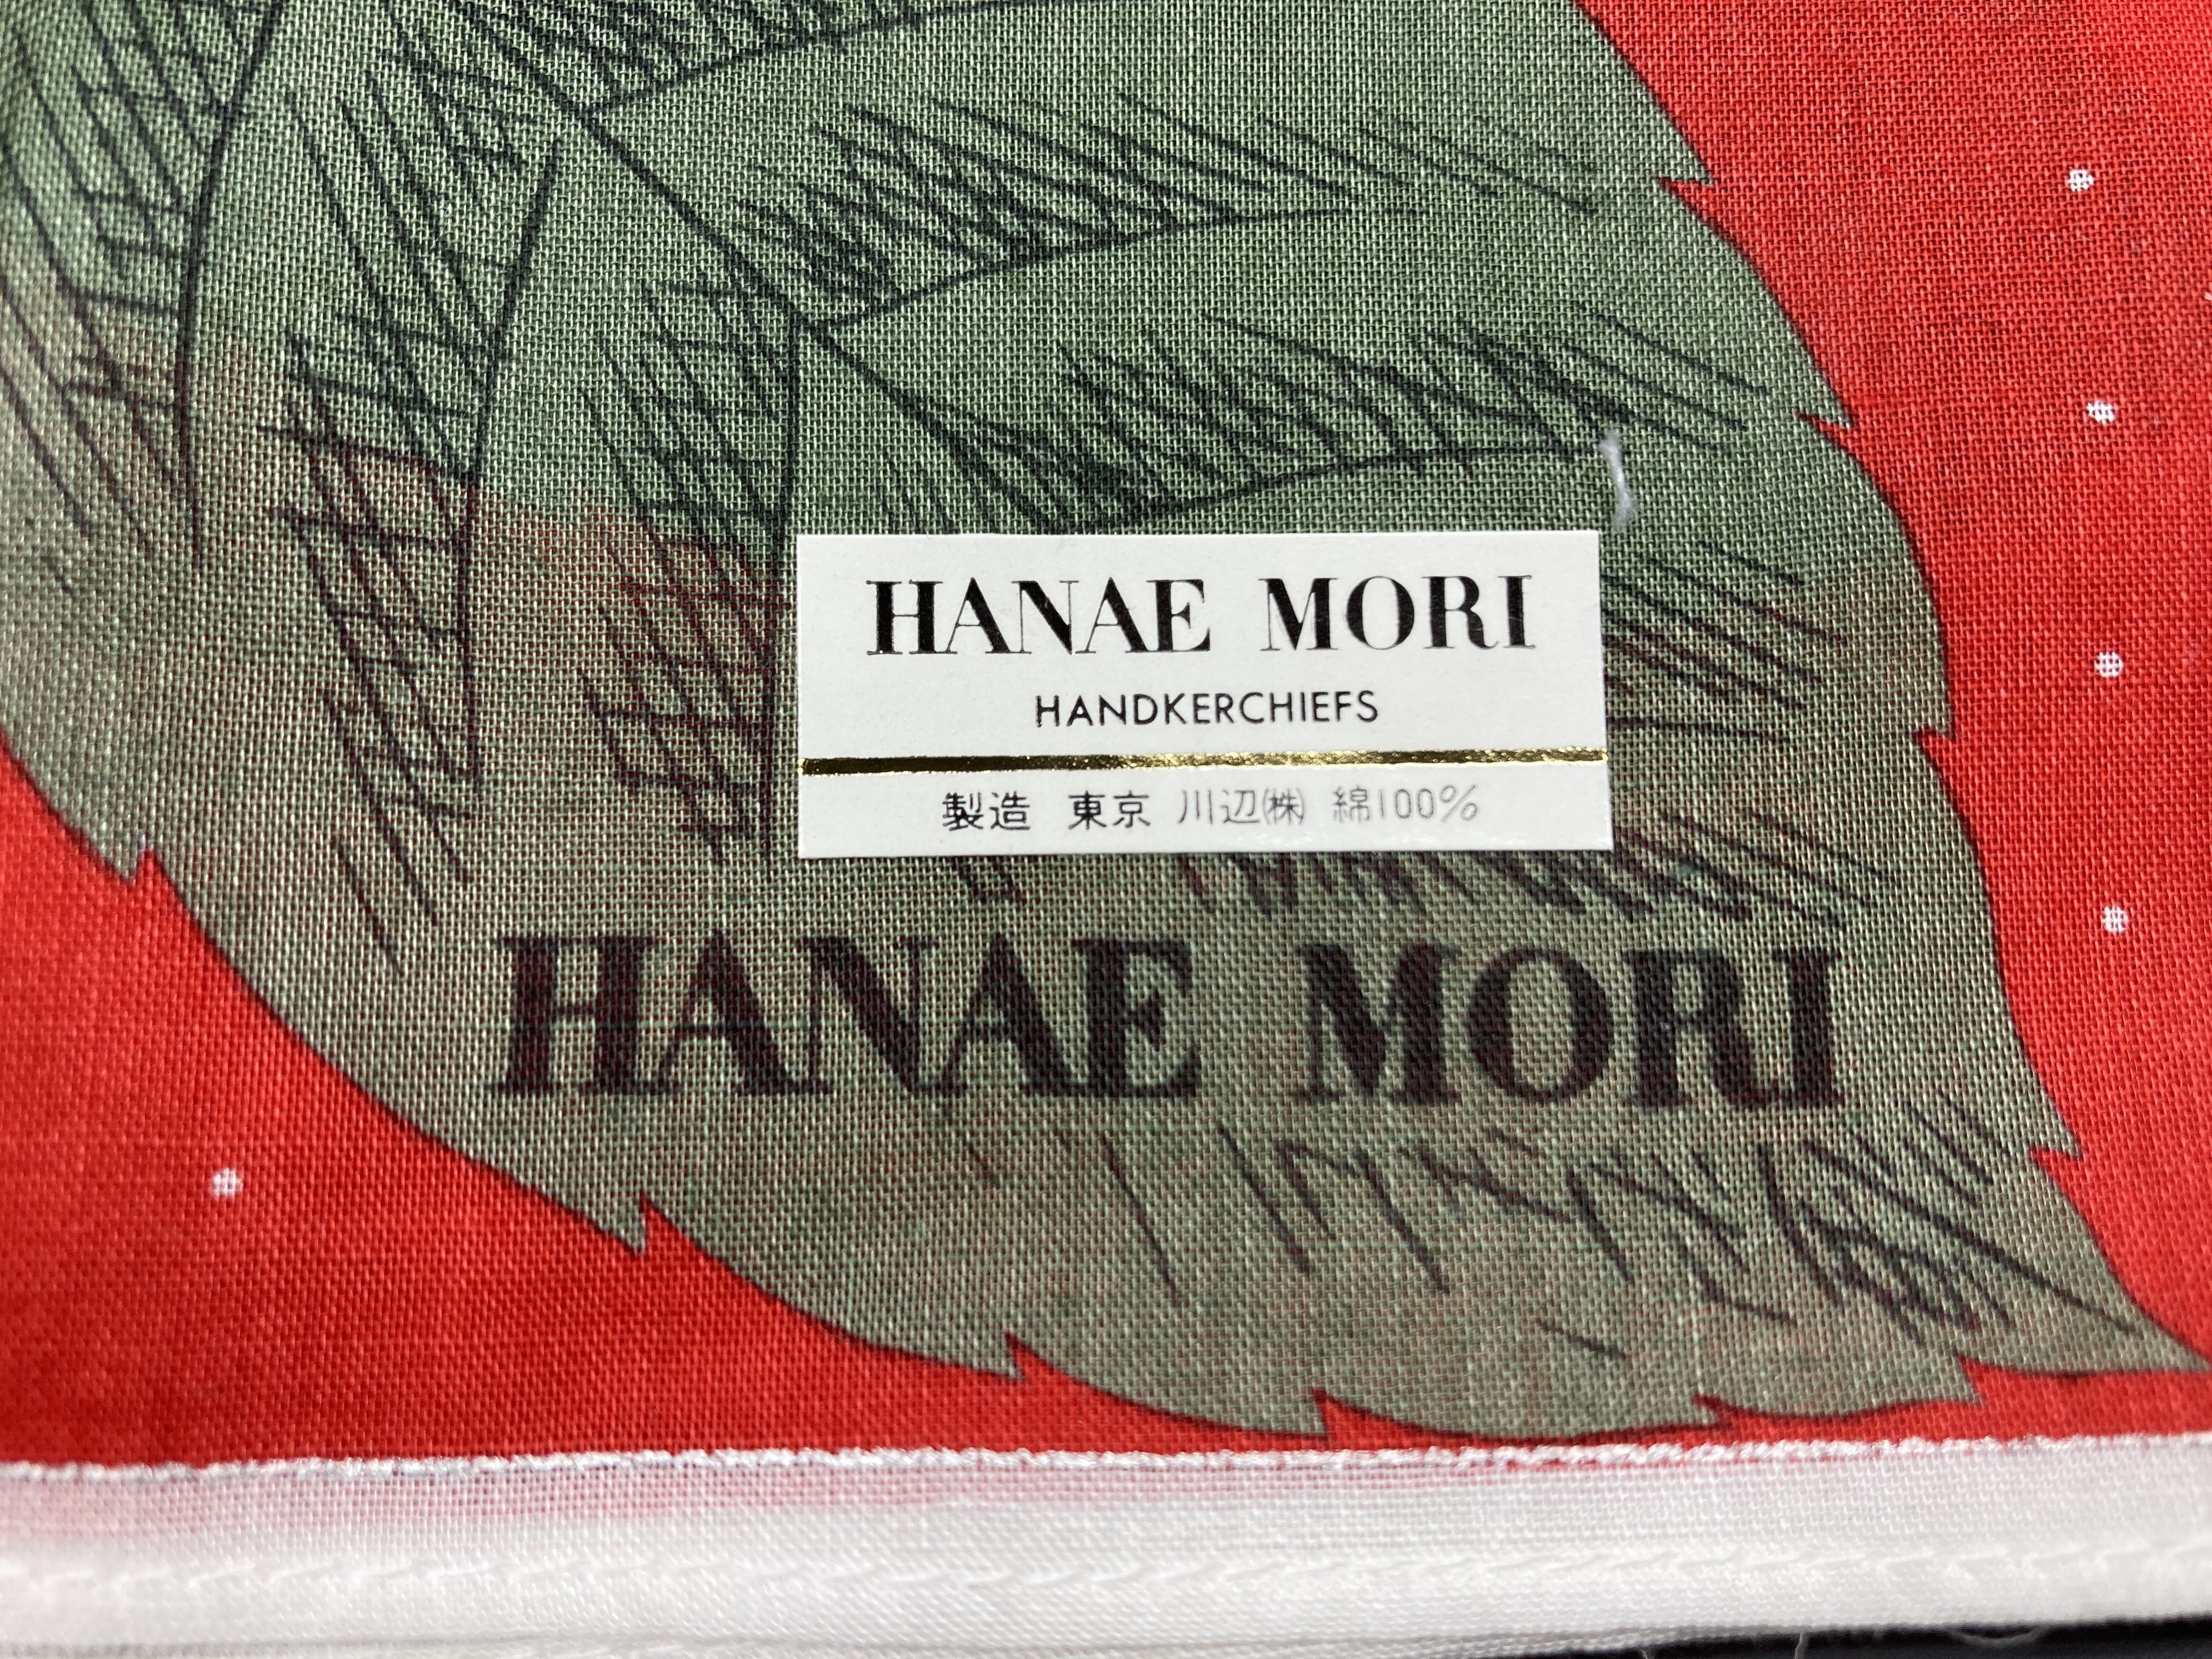 HANAE MORI
HANDKERCHIEFS
製造 東京 川辺㈱ 綿100%
HANAE MORI